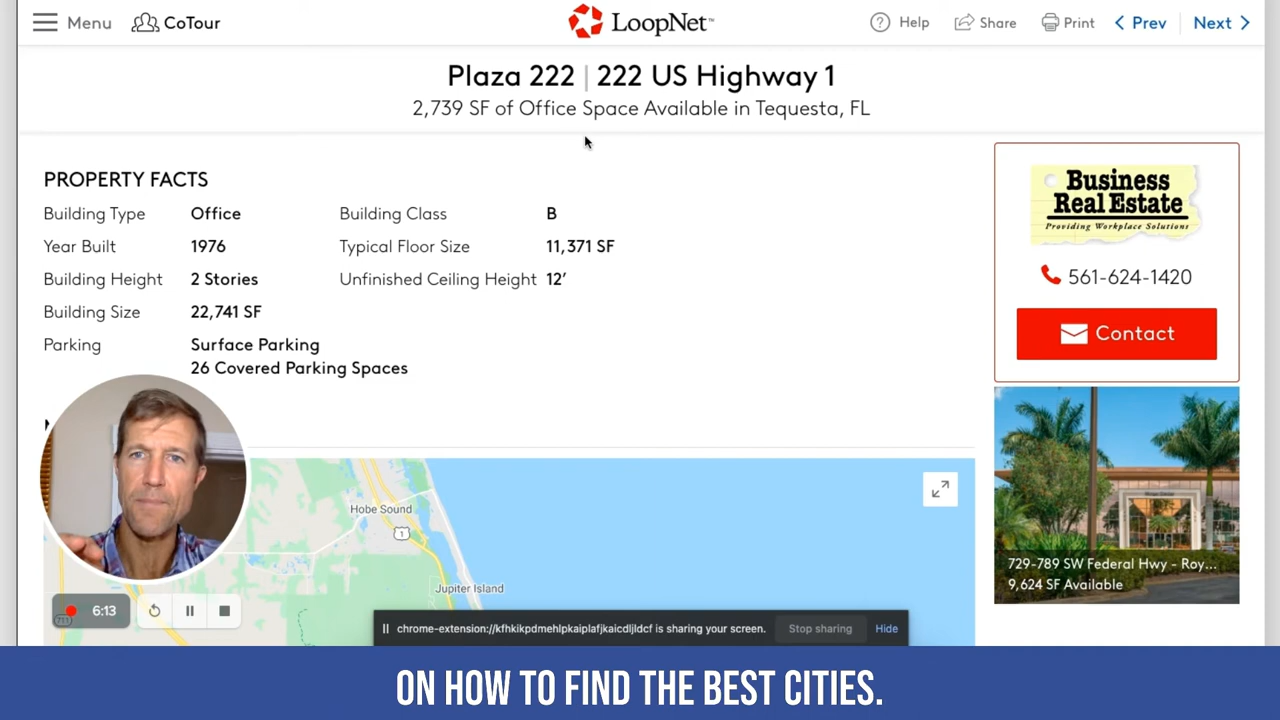 Menu
CoTour
LoopNet™
Help
Share
Print
Prev
Next
Plaza 222 | 222 US Highway 1
2,739 SF of Office Space Available in Tequesta, FL
PROPERTY FACTS
Building Type Office
Building Class B
Year Built 1976
Typical Floor Size 11,371 SF
Building Height 2 Stories
Unfinished Ceiling Height 12’
Building Size 22,741 SF
Parking Surface Parking
26 Covered Parking Spaces
Business
Real Estate
Providing Workplace Solutions
561-624-1420
Contact
729-789 SW Federal Hwy - Roy...
9,624 SF Available
Hobe Sound
1
Jupiter Island
6:13
chrome-extension://kfhkikpdmehlpkaiplafjkaicdljldcf is sharing your screen.
Stop sharing
Hide
ON HOW TO FIND THE BEST CITIES.